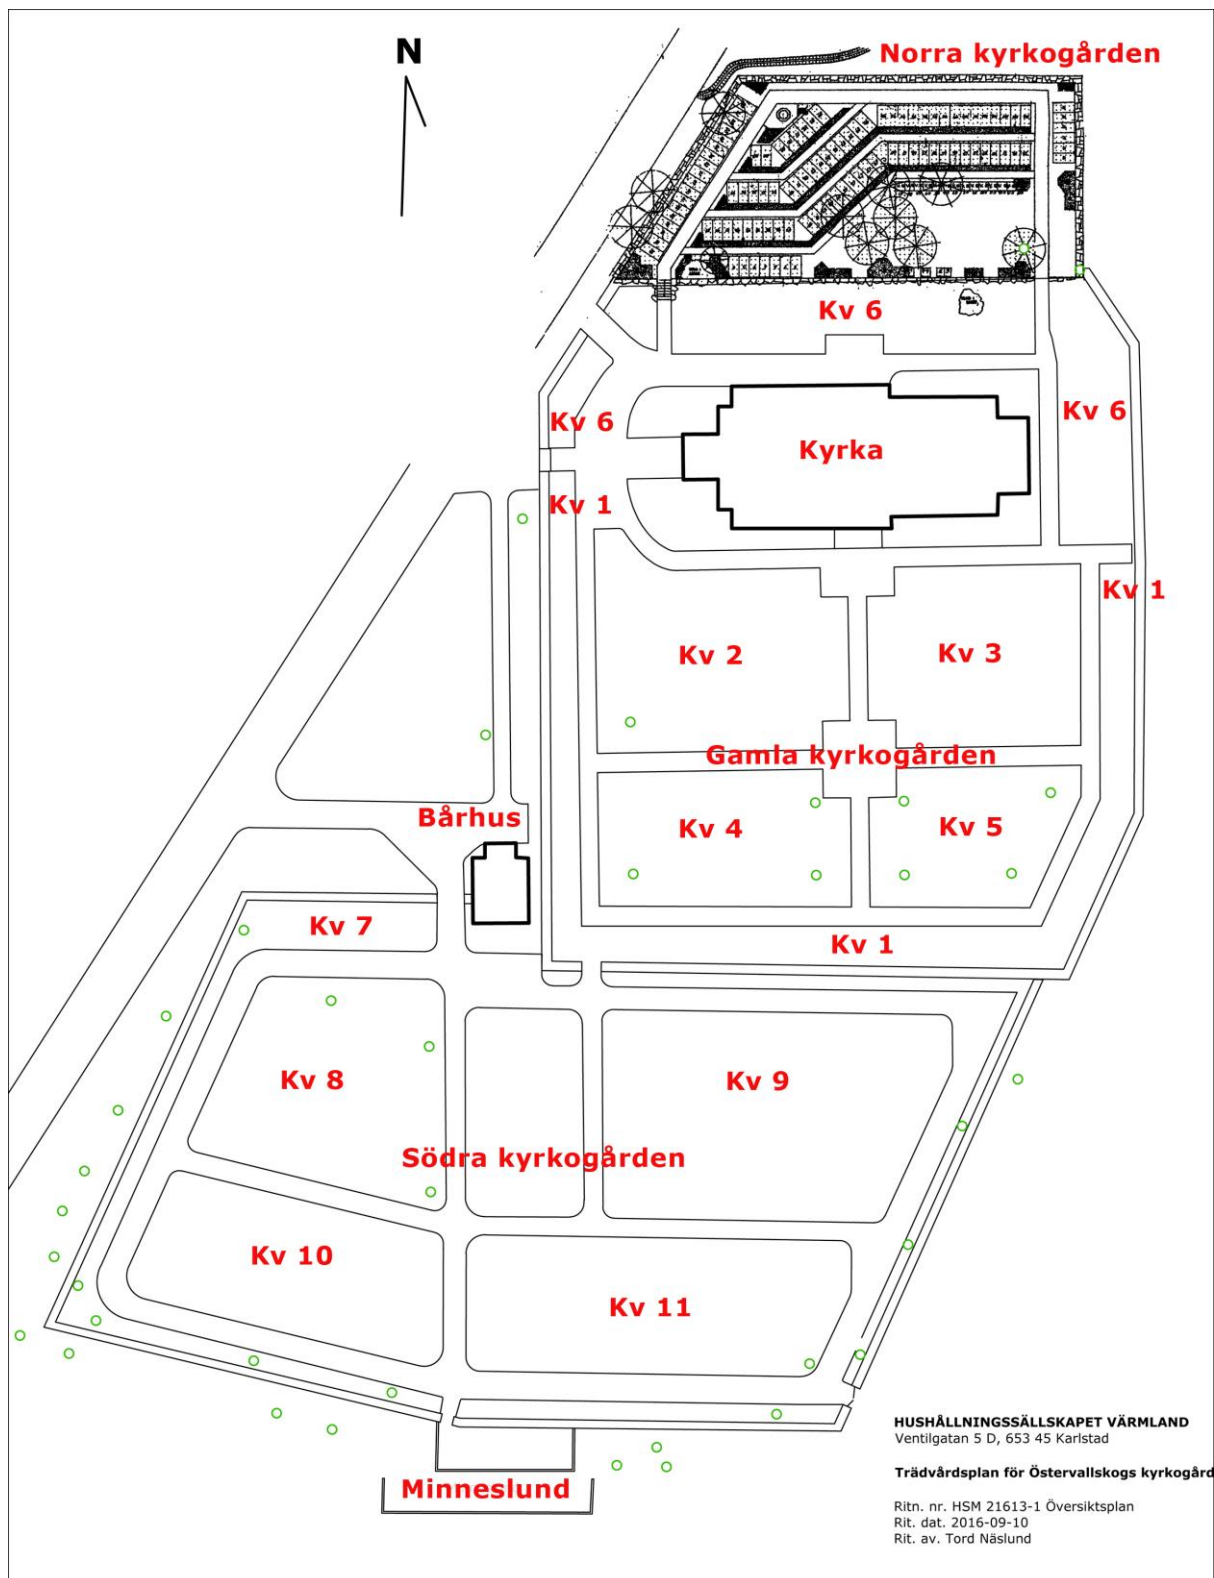 N
Norra kyrkogården
Kv 6
Kv 6
Kv 6
Kyrka
Kv 1
Kv 1
Kv 2
Kv 3
Gamla kyrkogården
Bårhus
Kv 4
Kv 5
Kv 7
Kv 1
Kv 8
Kv 9
Södra kyrkogården
Kv 10
Kv 11
Minneslund
HUSHÅLLNINGSSÄLLSKAPET VÄRMLAND
Ventilgatan 5 D, 653 45 Karlstad
Trädvårdsplan för Östervallskogs kyrkogård
Ritn. nr. HSM 21613-1 Översiktsplan
Rit. dat. 2016-09-10
Rit. av. Tord Näslund